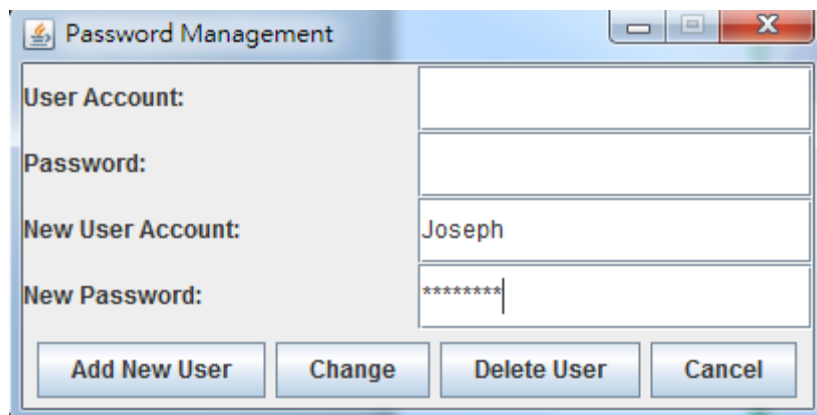 Password Management
User Account:
Password:
New User Account: Joseph
New Password: ********
Add New User Change Delete User Cancel